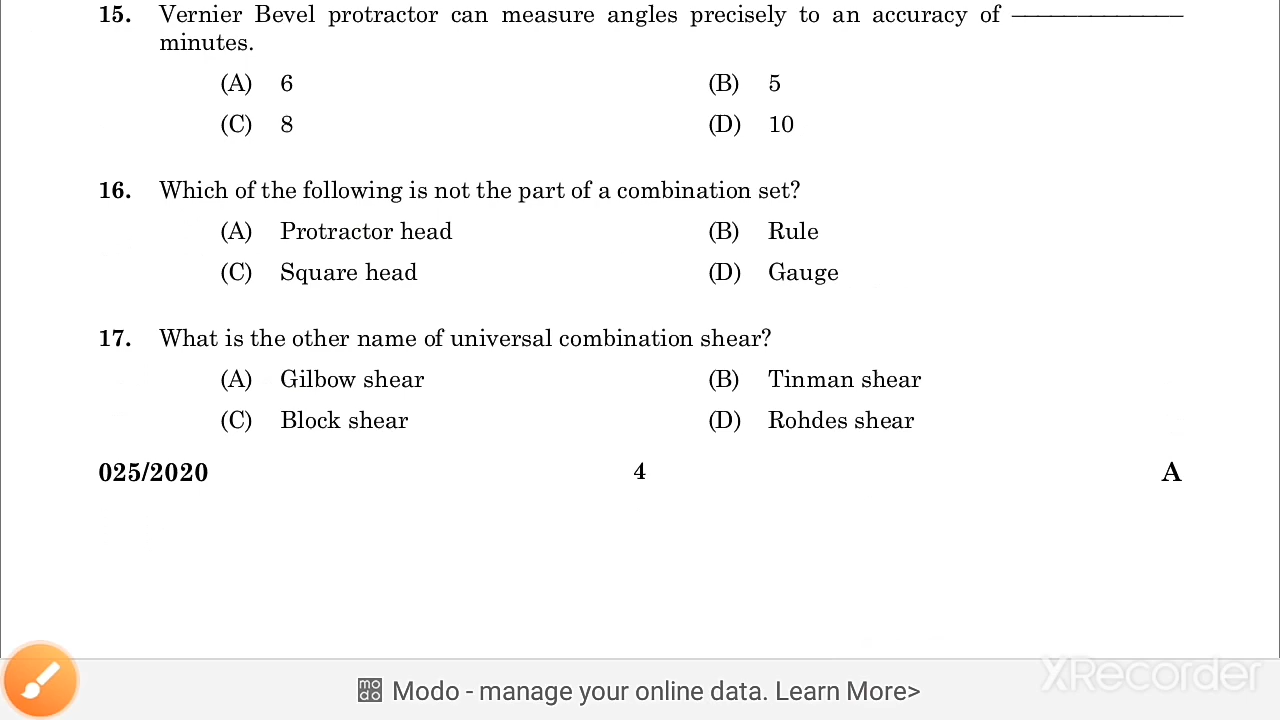 15. Vernier Bevel protractor can measure angles precisely to an accuracy of —————————
minutes.
(A) 6 (B) 5
(C) 8 (D) 10
16. Which of the following is not the part of a combination set?
(A) Protractor head (B) Rule
(C) Square head (D) Gauge
17. What is the other name of universal combination shear?
(A) Gilbow shear (B) Tinman shear
(C) Block shear (D) Rohdes shear
025/2020 4 A
XRecorder
mo do Modo - manage your online data. Learn More>